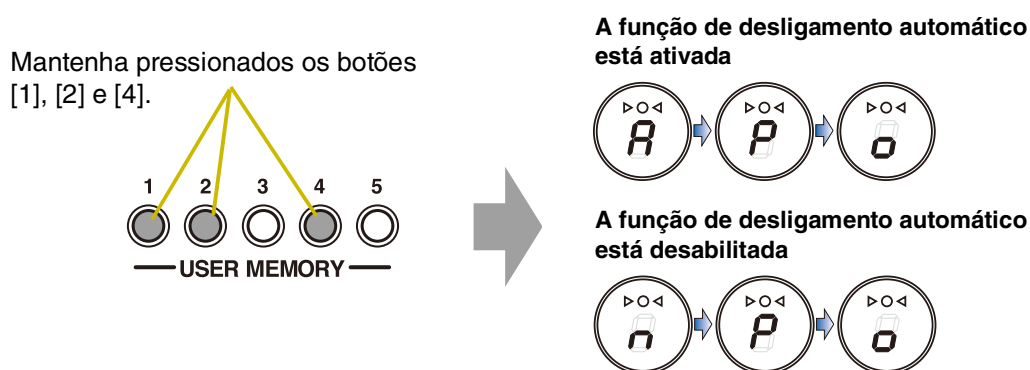 Mantenha pressionados os botões
[1], [2] e [4].
1 2 3 4 5
USER MEMORY
A função de desligamento automático
está ativada
A P o
A função de desligamento automático
está desabilitada
n P o